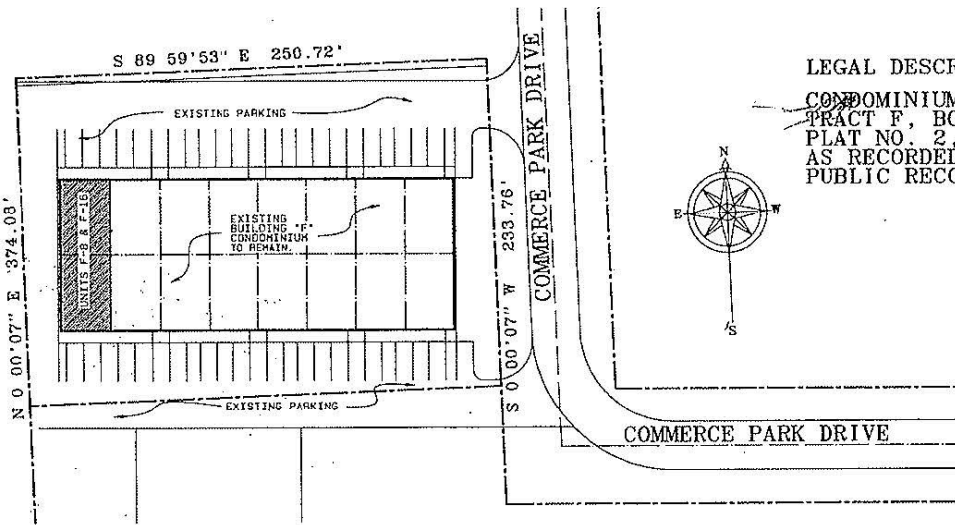 S 89 59'53" E 250.72'
EXISTING PARKING
N 0 00'07" E 374.08'
UNITS F-8 & F-16
EXISTING
BUILDING "F"
CONDOMINIUM
TO REMAIN.
S 0 00'07" W 233.76'
COMMERCE PARK DRIVE
EXISTING PARKING
COMMERCE PARK DRIVE
LEGAL DESCR
CONDOMINIUM
TRACT F, BO
PLAT NO. 2,
AS RECORDED
PUBLIC RECO
N
E
W
S